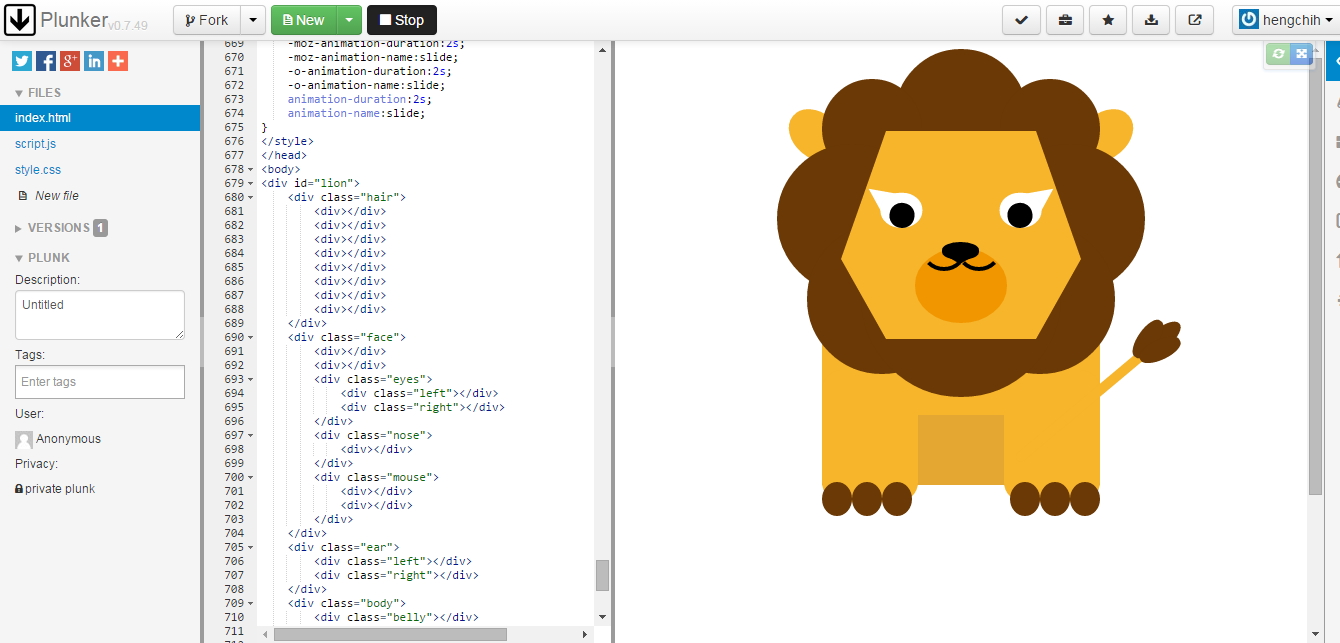 Plunker v0.7.49
Fork
New
Stop
hengchih
FILES
index.html
script.js
style.css
New file
VERSIONS 1
PLUNK
Description:
Untitled
Tags:
Enter tags
User:
Anonymous
Privacy:
private plunk
669 -moz-animation-duration:2s;
670 -moz-animation-name:slide;
671 -o-animation-duration:2s;
672 -o-animation-name:slide;
673 animation-duration:2s;
674 animation-name:slide;
675 }
676 </style>
677 </head>
678 <body>
679 <div id="lion">
680 <div class="hair">
681 <div></div>
682 <div></div>
683 <div></div>
684 <div></div>
685 <div></div>
686 <div></div>
687 <div></div>
688 <div></div>
689 </div>
690 <div class="face">
691 <div></div>
692 <div></div>
693 <div class="eyes">
694 <div class="left"></div>
695 <div class="right"></div>
696 </div>
697 <div class="nose">
698 <div></div>
699 </div>
700 <div class="mouse">
701 <div></div>
702 <div></div>
703 </div>
704 </div>
705 <div class="ear">
706 <div class="left"></div>
707 <div class="right"></div>
708 </div>
709 <div class="body">
710 <div class="belly"></div>
711